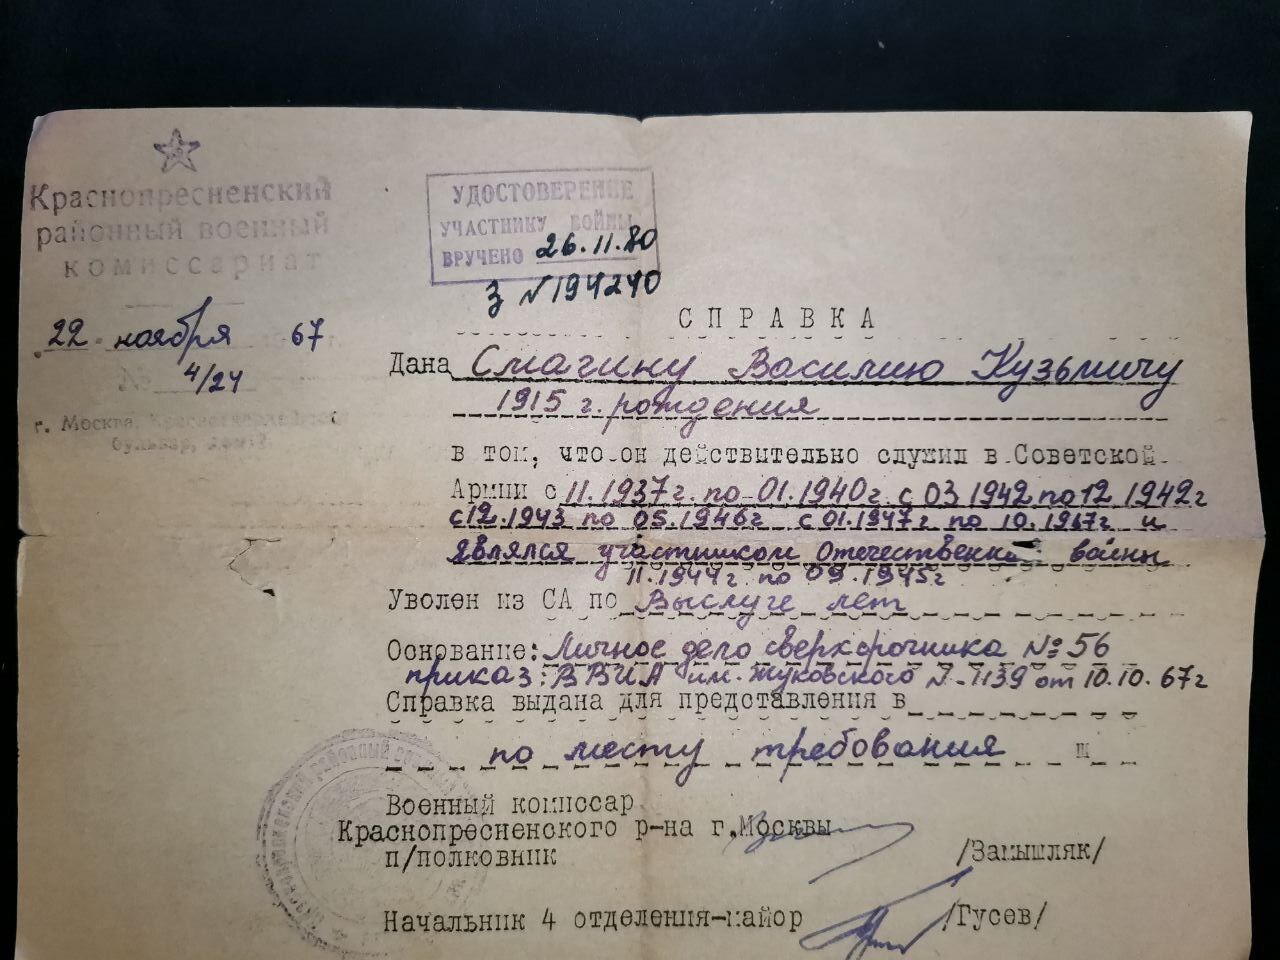 Краснопресненский
районный военный
комиссариат
22 ноября 67
№ 4/24
г. Москва,
бульвар,
УДОСТОВЕРЕНИЕ
УЧАСТНИКУ ВОЙНЫ
ВРУЧЕНО 26.11.80
З № 194240
СПРАВКА
Дана Смагину Василию Кузьмичу
1915 г. рождения
в том, что он действительно служил в Советской
Армии с 11.1937г. по 01.1940г. с 03 1942 по 12 1942г
с 12.1943 по 05.1946г с 01.1947г по 10.1967г и
являлся участником Отечественной войны
11.1944г по 09.1945г
Уволен из СА по Выслуге лет
Основание: Личное дело сверхсрочника №56
приказ: ВВИА им. Жуковского № 1139 от 10.10.67г
Справка выдана для представления в
по месту требования
Военный комиссар
Краснопресненского р-на г.Москвы
п/полковник /Замышляк/
Начальник 4 отделения-майор /Гусев/